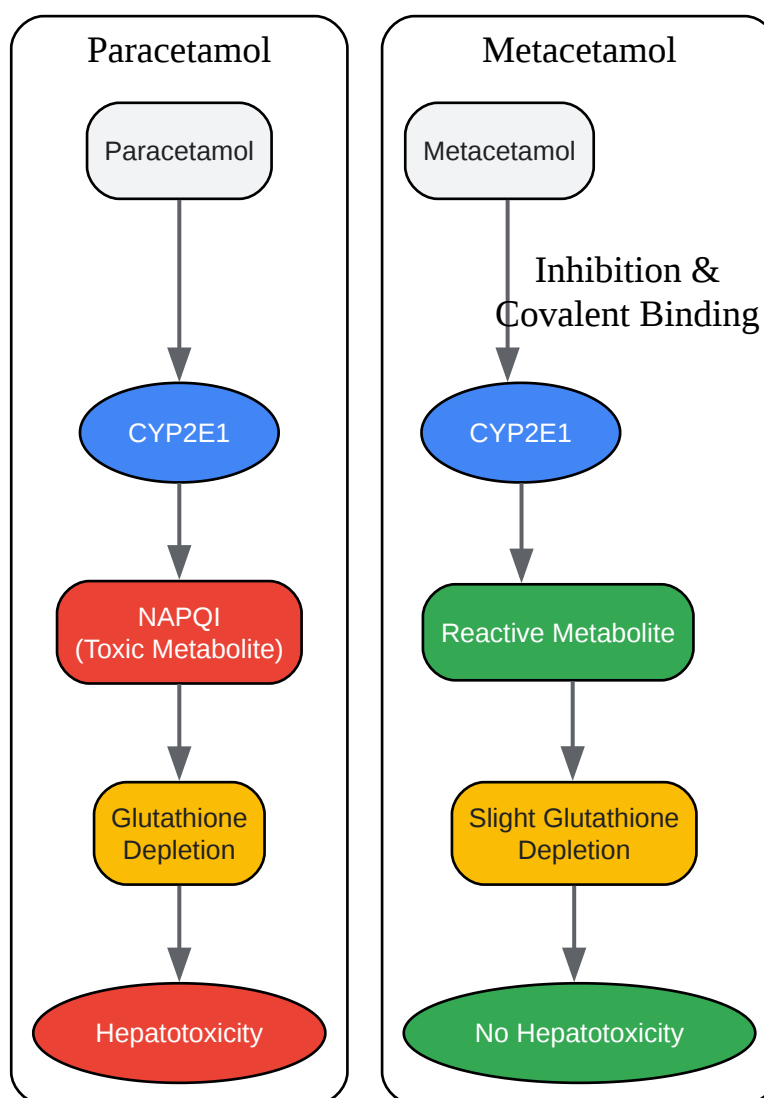 Paracetamol
Paracetamol
CYP2E1
NAPQI
(Toxic Metabolite)
Glutathione
Depletion
Hepatotoxicity
Metacetamol
Metacetamol
Inhibition &
Covalent Binding
CYP2E1
Reactive Metabolite
Slight Glutathione
Depletion
No Hepatotoxicity